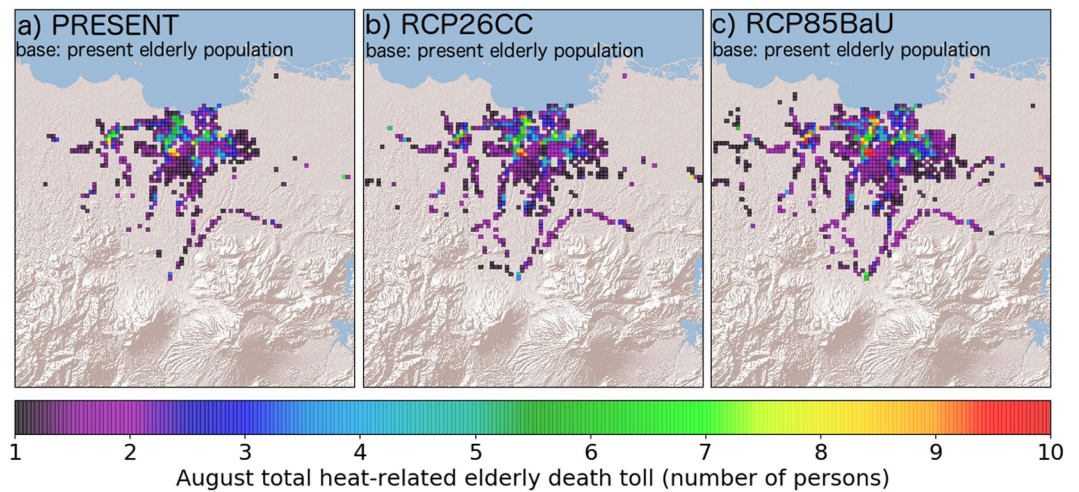 a) PRESENT
base: present elderly population
b) RCP26CC
base: present elderly population
c) RCP85BaU
base: present elderly population
1 2 3 4 5 6 7 8 9 10
August total heat-related elderly death toll (number of persons)